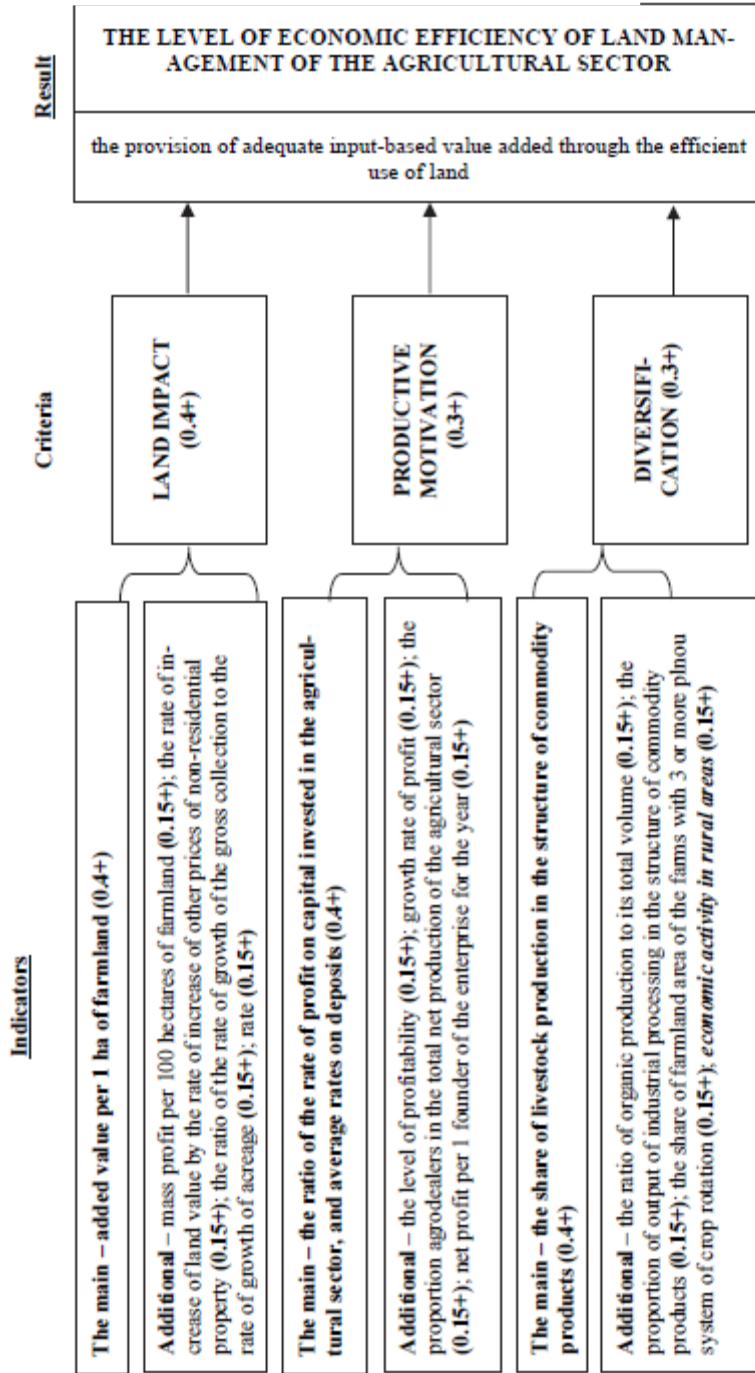 Indicators
The main – added value per 1 ha of farmland (0.4+)
Additional – mass profit per 100 hectares of farmland (0.15+); the rate of in-
crease of land value by the rate of increase of other prices of non-residential
property (0.15+); the ratio of the rate of growth of the gross collection to the
rate of growth of acreage (0.15+); rate (0.15+)
The main – the ratio of the rate of profit on capital invested in the agricul-
tural sector, and average rates on deposits (0.4+)
Additional – the level of profitability (0.15+); growth rate of profit (0.15+); the
proportion agrodealers in the total net production of the agricultural sector
(0.15+); net profit per 1 founder of the enterprise for the year (0.15+)
The main – the share of livestock production in the structure of commodity
products (0.4+)
Additional – the ratio of organic production to its total volume (0.15+); the
proportion of output of industrial processing in the structure of commodity
products (0.15+); the share of farmland area of the farms with 3 or more plnou
system of crop rotation (0.15+); economic activity in rural areas (0.15+)
Criteria
LAND IMPACT
(0.4+)
PRODUCTIVE
MOTIVATION
(0.3+)
DIVERSIFI-
CATION (0.3+)
Result
THE LEVEL OF ECONOMIC EFFICIENCY OF LAND MAN-
AGEMENT OF THE AGRICULTURAL SECTOR
the provision of adequate input-based value added through the efficient
use of land